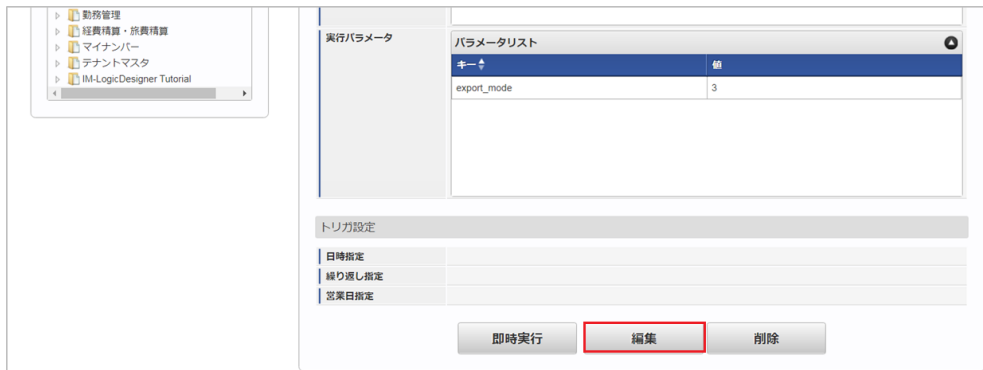 勤務管理
経費精算・旅費精算
マイナンバー
テナントマスタ
IM-LogicDesigner Tutorial
実行パラメータ
パラメータリスト
キー 値
export_mode 3
トリガ設定
日時指定
繰り返し指定
営業日指定
即時実行 編集 削除